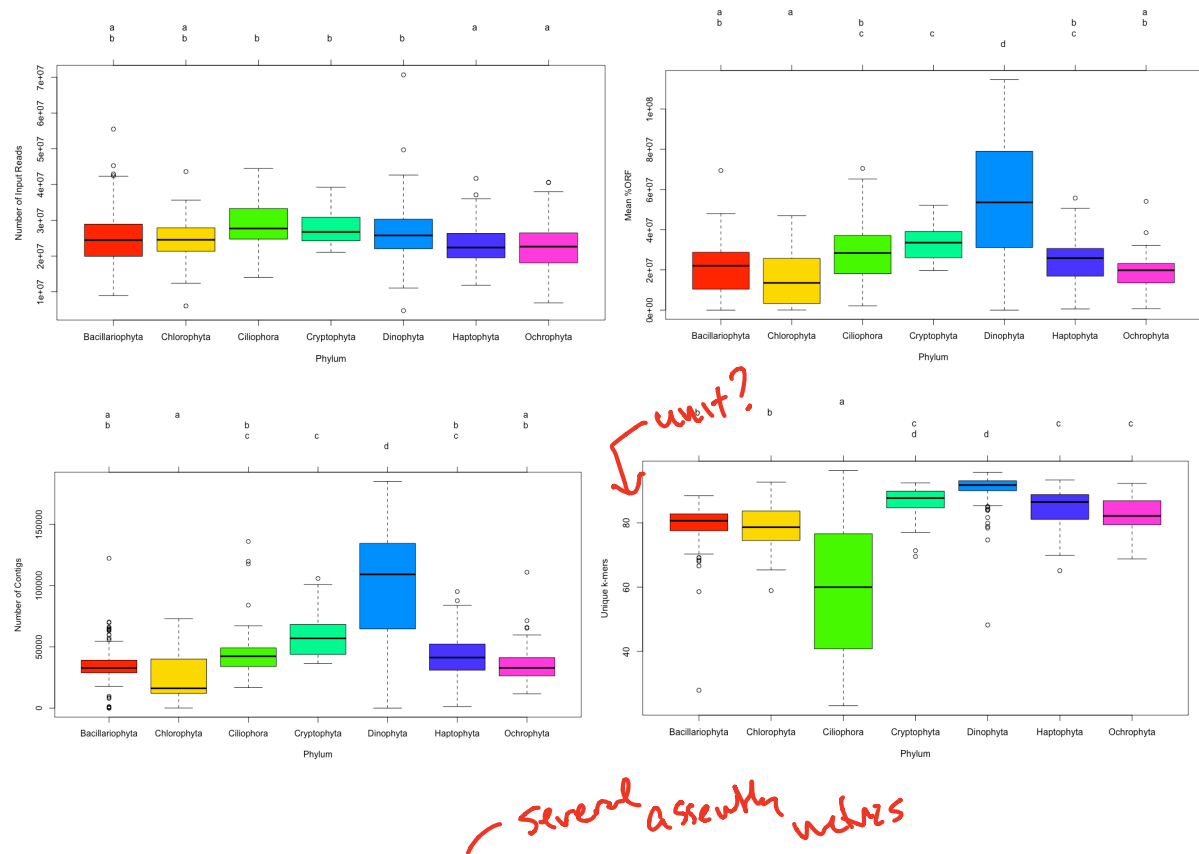 a a b b b a a
b b
Number of Input Reads
7e+07
6e+07
5e+07
4e+07
3e+07
2e+07
1e+07
Bacillariophyta Chlorophyta Ciliophora Cryptophyta Dinophyta Haptophyta Ochrophyta
Phylum
a a b c b a
b c d c b
Mean %ORF
1e+08
8e+07
6e+07
4e+07
2e+07
0e+00
Bacillariophyta Chlorophyta Ciliophora Cryptophyta Dinophyta Haptophyta Ochrophyta
Phylum
a a b c b a
b c d c b
Number of Contigs
150000
100000
50000
0
Bacillariophyta Chlorophyta Ciliophora Cryptophyta Dinophyta Haptophyta Ochrophyta
Phylum
unit?
b b a c d c c
d
Unique k-mers
80
60
40
Bacillariophyta Chlorophyta Ciliophora Cryptophyta Dinophyta Haptophyta Ochrophyta
Phylum
several assembly metrics